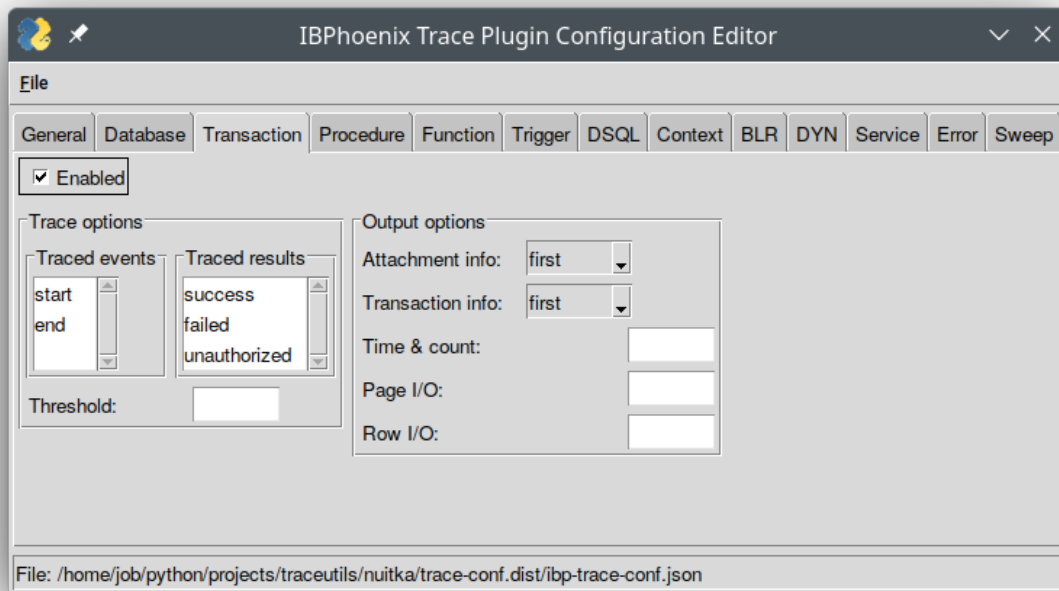 IBPhoenix Trace Plugin Configuration Editor
File
General Database Transaction Procedure Function Trigger DSQL Context BLR DYN Service Error Sweep
Enabled
Trace options
Traced events
start
end
Traced results
success
failed
unauthorized
Threshold:
Output options
Attachment info: first
Transaction info: first
Time & count:
Page I/O:
Row I/O:
File: /home/job/python/projects/traceutils/nuitka/trace-conf.dist/ibp-trace-conf.json